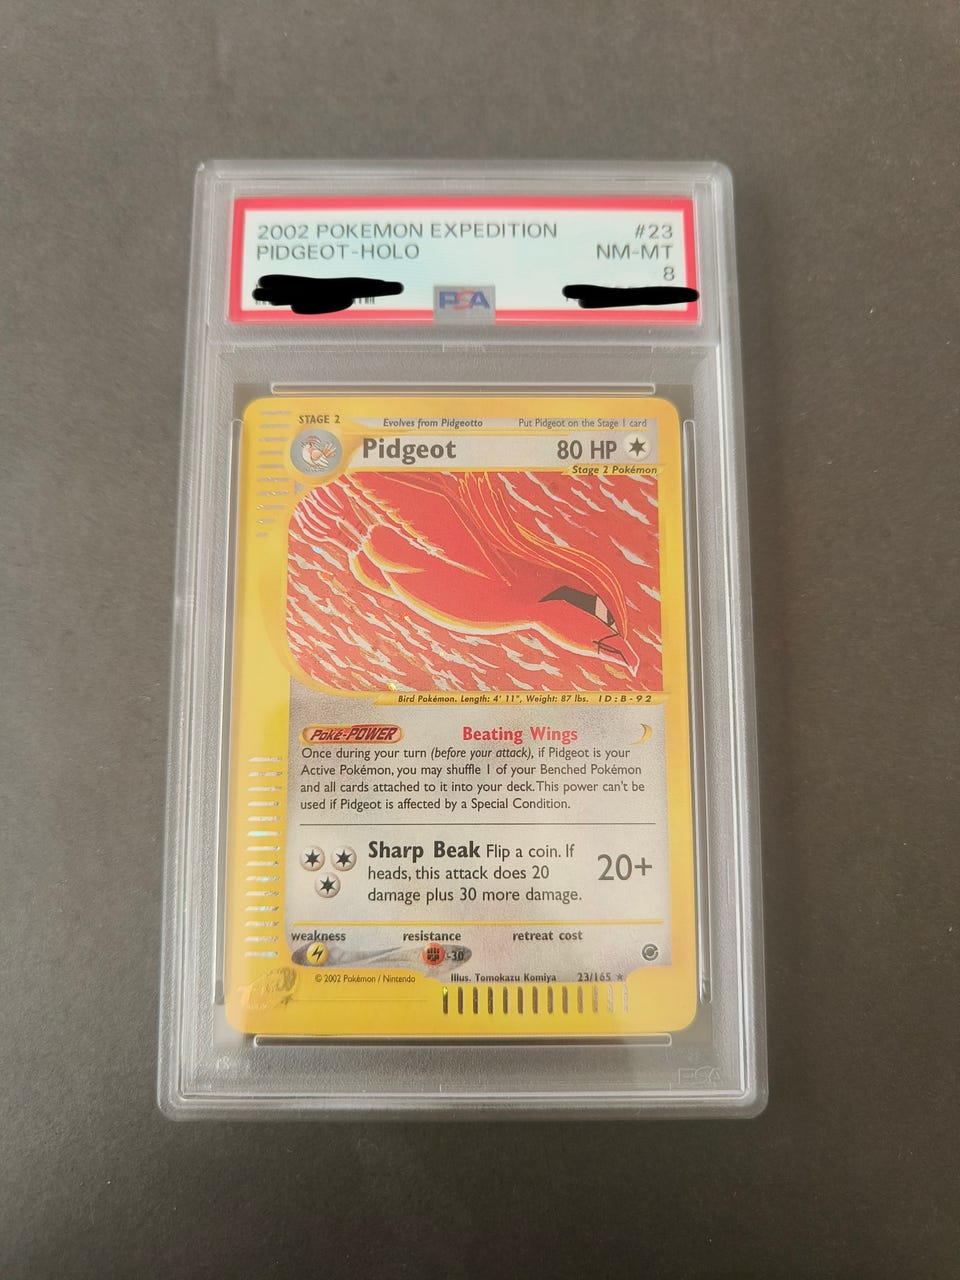 2002 POKEMON EXPEDITION #23
PIDGEOT-HOLO NM-MT
8
PSA
STAGE 2 Evolves from Pidgeotto Put Pidgeot on the Stage 1 card
Pidgeot 80 HP
Stage 2 Pokémon
Bird Pokémon. Length: 4' 11", Weight: 87 lbs. ID:B-92
Poké-POWER Beating Wings
Once during your turn (before your attack), if Pidgeot is your
Active Pokémon, you may shuffle 1 of your Benched Pokémon
and all cards attached to it into your deck. This power can't be
used if Pidgeot is affected by a Special Condition.
Sharp Beak Flip a coin. If
heads, this attack does 20
damage plus 30 more damage.
20+
weakness resistance retreat cost
-30
© 2002 Pokémon / Nintendo Illus. Tomokazu Komiya 23/165
PSA